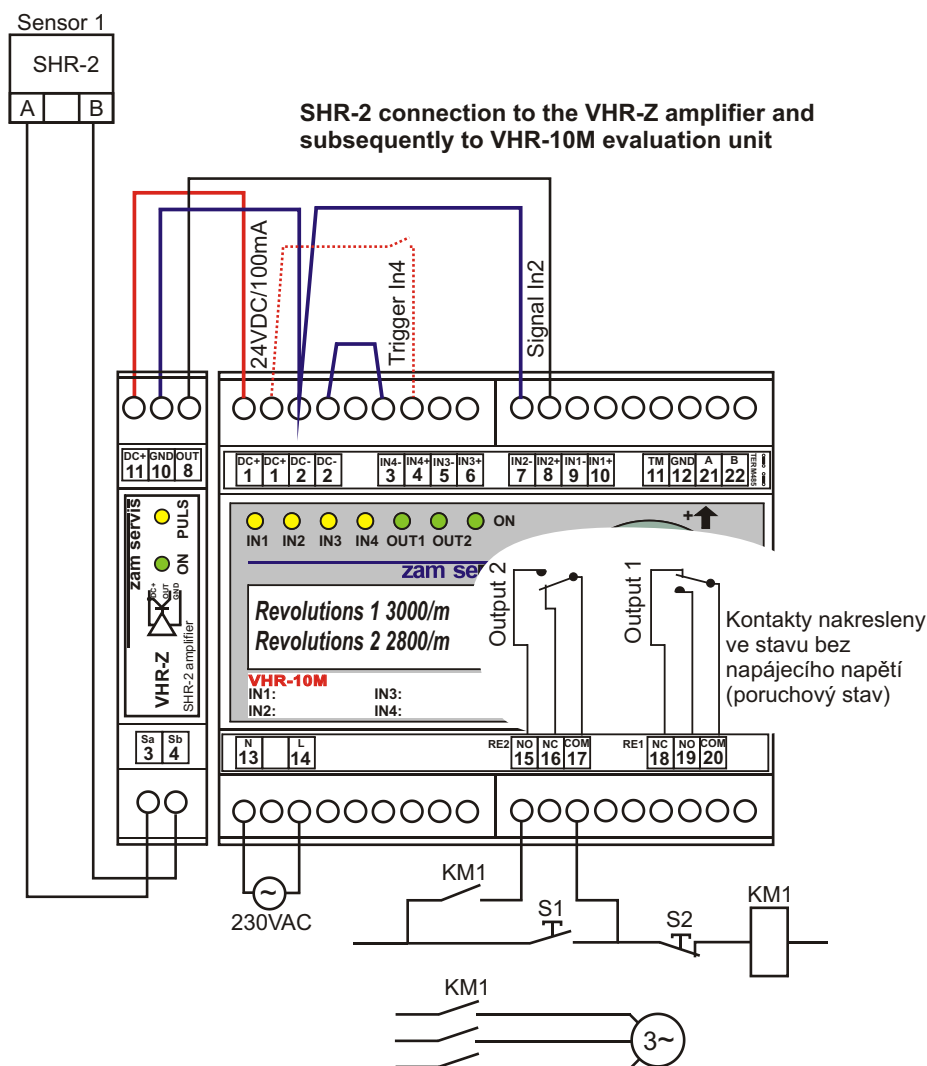 Sensor 1
SHR-2
A B
SHR-2 connection to the VHR-Z amplifier and
subsequently to VHR-10M evaluation unit
24VDC/100mA
Trigger In4
Signal In2
DC+ GND OUT
11 10 8
DC+ DC+ DC- DC-
1 1 2 2
IN4- IN4+ IN3- IN3+
3 4 5 6
IN2- IN2+ IN1- IN1+
7 8 9 10
TM GND A B
11 12 21 22
TERM485
zam servis
PULS
ON
DC+
OUT
GND
VHR-Z
SHR-2 amplifier
Sa Sb
3 4
ON
IN1 IN2 IN3 IN4 OUT1 OUT2
+
zam se
Revolutions 1 3000/m
Revolutions 2 2800/m
VHR-10M
IN1: IN3:
IN2: IN4:
Output 2
Output 1
Kontakty nakresleny
ve stavu bez
napájecího napětí
(poruchový stav)
N L
13 14
RE2 NO NC COM
15 16 17
RE1 NC NO COM
18 19 20
~
230VAC
KM1
S1
S2
KM1
KM1
3~